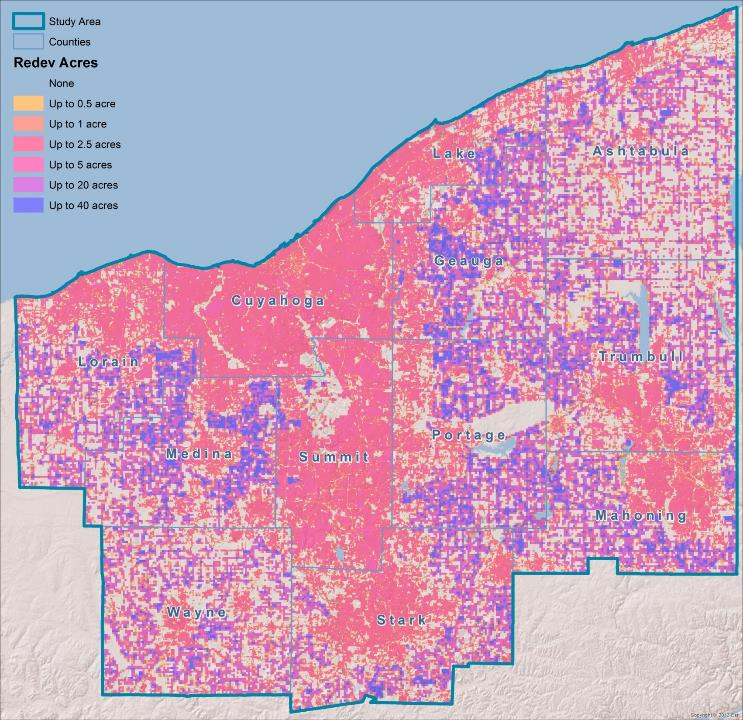 Study Area
Counties
Redev Acres
None
Up to 0.5 acre
Up to 1 acre
Up to 2.5 acres
Up to 5 acres
Up to 20 acres
Up to 40 acres
Lake
Ashtabula
Geauga
Cuyahoga
Trumbull
Lorain
Portage
Medina
Summit
Mahoning
Wayne
Stark